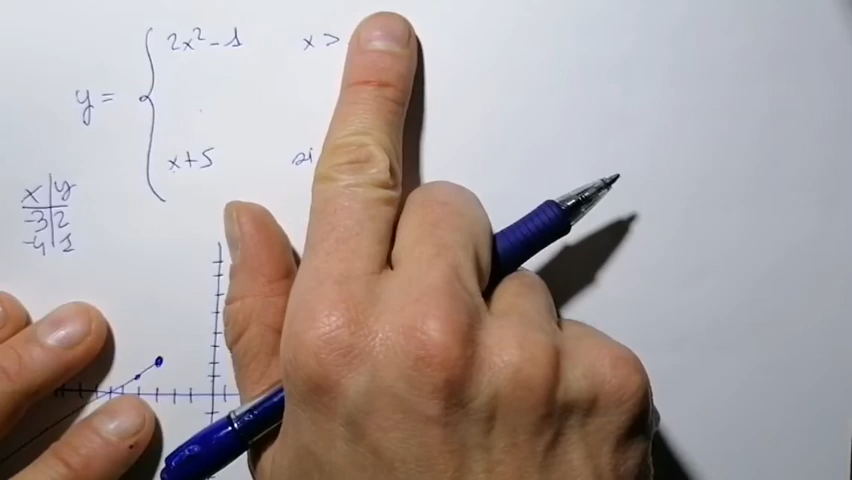 2x² - 1 x >
y = {
x + 5 si
x | y
-3 | 2
-4 | 1